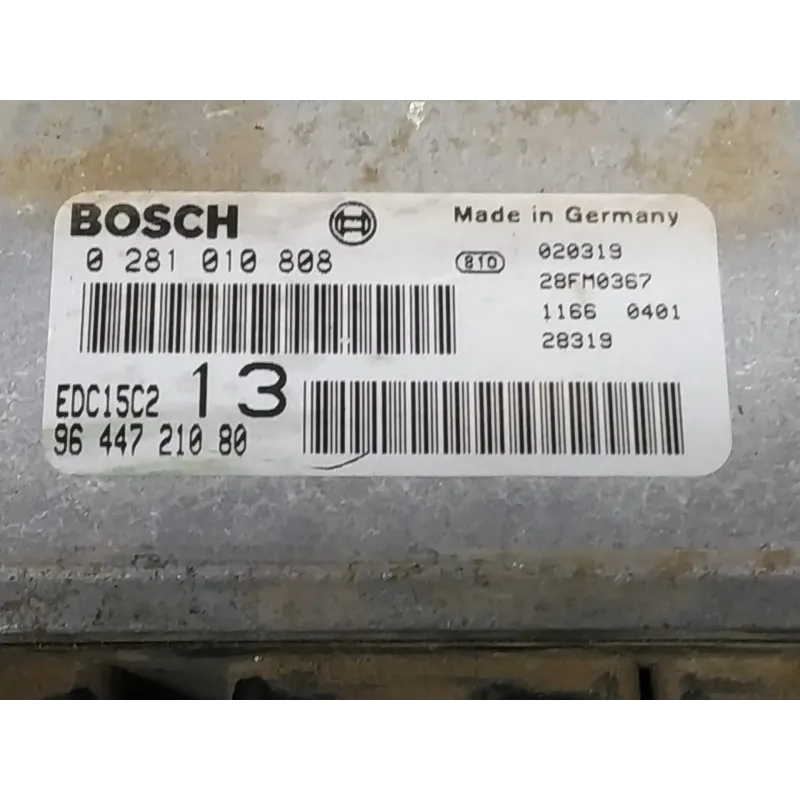 BOSCH
Made in Germany
0 281 010 808
810
020319
28FM0367
1166 0401
28319
EDC15C2 13
96 447 210 80